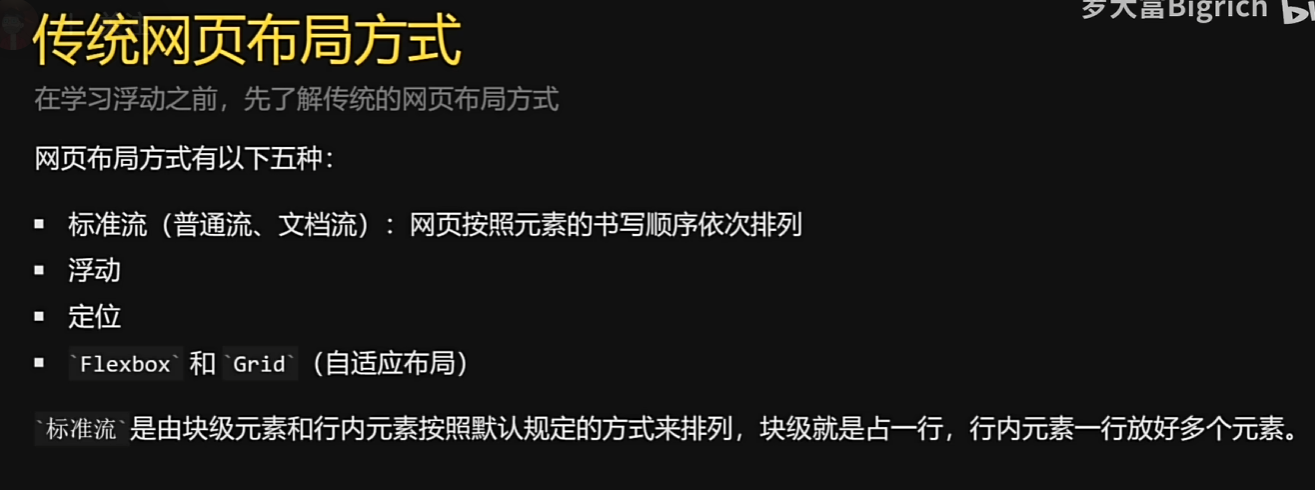 罗大富Bigrich
传统网页布局方式
在学习浮动之前，先了解传统的网页布局方式
网页布局方式有以下五种：
▪ 标准流（普通流、文档流）：网页按照元素的书写顺序依次排列
▪ 浮动
▪ 定位
▪ `Flexbox` 和 `Grid`（自适应布局）
`标准流`是由块级元素和行内元素按照默认规定的方式来排列，块级就是占一行，行内元素一行放好多个元素。